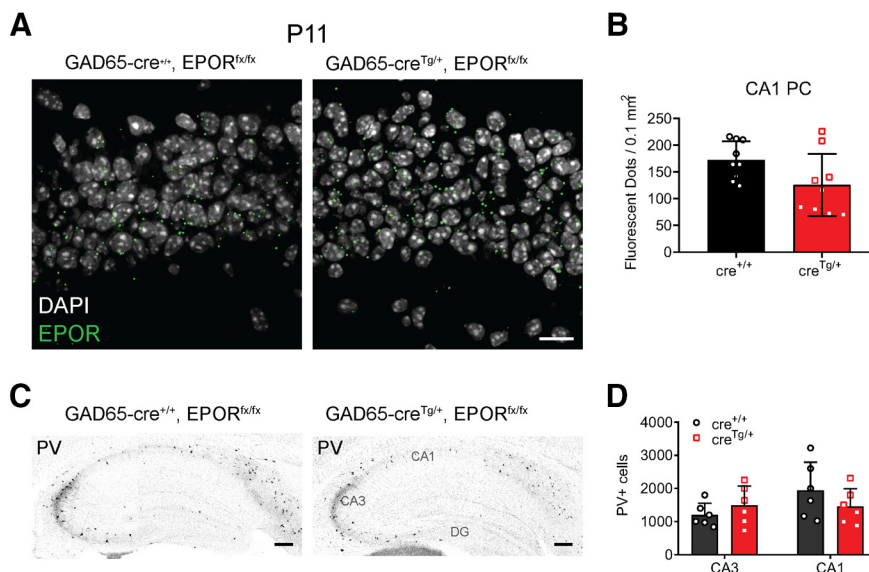 A
P11
GAD65-cre+/+, EPORfx/fx
GAD65-creTg/+, EPORfx/fx
DAPI
EPOR
B
CA1 PC
Fluorescent Dots / 0.1 mm2
250
200
150
100
50
0
cre+/+
creTg/+
C
GAD65-cre+/+, EPORfx/fx
GAD65-creTg/+, EPORfx/fx
PV
PV
CA1
CA3
DG
D
cre+/+
creTg/+
PV+ cells
4000
3000
2000
1000
0
CA3
CA1